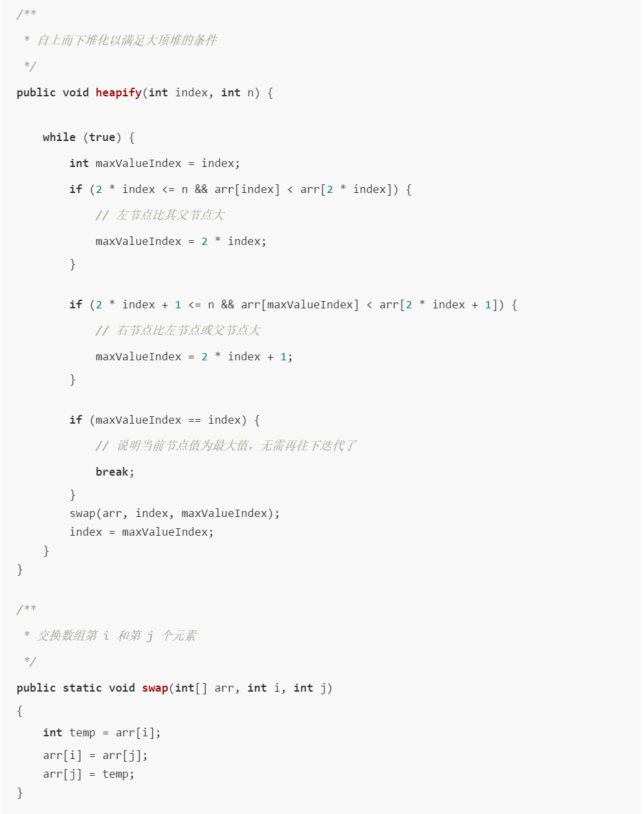 /**
 * 自上而下堆化以满足大顶堆的条件
 */
public void heapify(int index, int n) {

    while (true) {
        int maxValueIndex = index;
        if (2 * index <= n && arr[index] < arr[2 * index]) {
            // 左节点比其父节点大
            maxValueIndex = 2 * index;
        }

        if (2 * index + 1 <= n && arr[maxValueIndex] < arr[2 * index + 1]) {
            // 右节点比左节点或父节点大
            maxValueIndex = 2 * index + 1;
        }

        if (maxValueIndex == index) {
            // 说明当前节点值为最大值，无需再往下迭代了
            break;
        }
        swap(arr, index, maxValueIndex);
        index = maxValueIndex;
    }
}

/**
 * 交换数组第 i 和第 j 个元素
 */
public static void swap(int[] arr, int i, int j)
{
    int temp = arr[i];
    arr[i] = arr[j];
    arr[j] = temp;
}